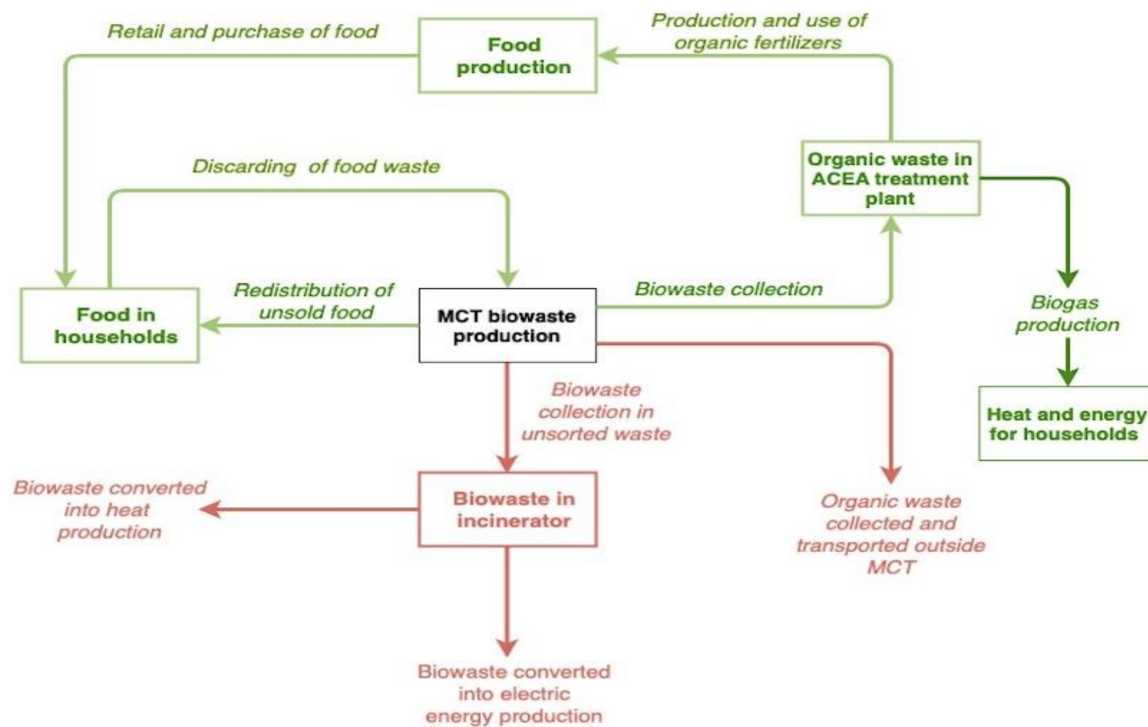 Retail and purchase of food
Food
production
Production and use of
organic fertilizers
Discarding of food waste
Organic waste in
ACEA treatment
plant
Food in
households
Redistribution of
unsold food
MCT biowaste
production
Biowaste collection
Biogas
production
Biowaste
collection in
unsorted waste
Heat and energy
for households
Biowaste converted
into heat
production
Biowaste in
incinerator
Organic waste
collected and
transported outside
MCT
Biowaste converted
into electric
energy production